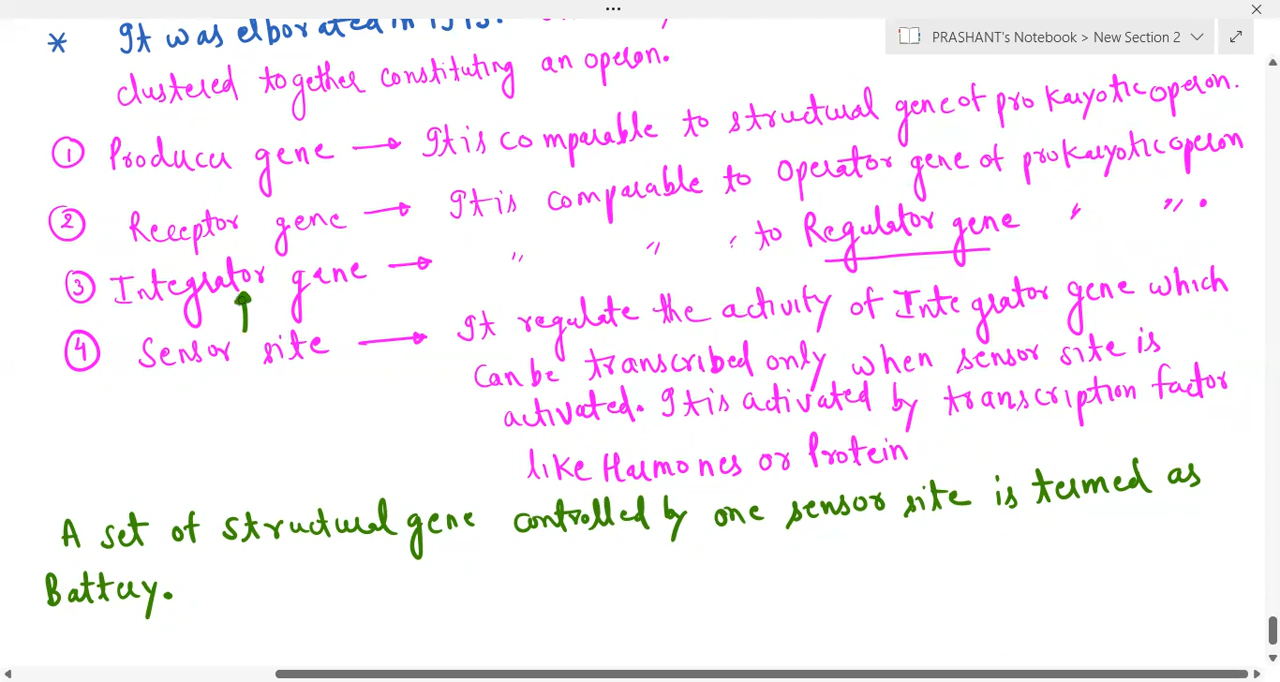 PRASHANT's Notebook > New Section 2
* It was elborated in
clustered together constituting an operon.
① Producer gene → It is comparable to structural gene of prokaryotic operon.
② Receptor gene → It is comparable to Operator gene of prokaryotic operon
③ Integrator gene → " " " to Regulator gene " ".
④ Sensor site → It regulate the activity of Integrator gene which
can be transcribed only when sensor site is
activated. It is activated by transcription factor
like Harmones or Protein
A set of structural gene controlled by one sensor site is termed as
Battery.